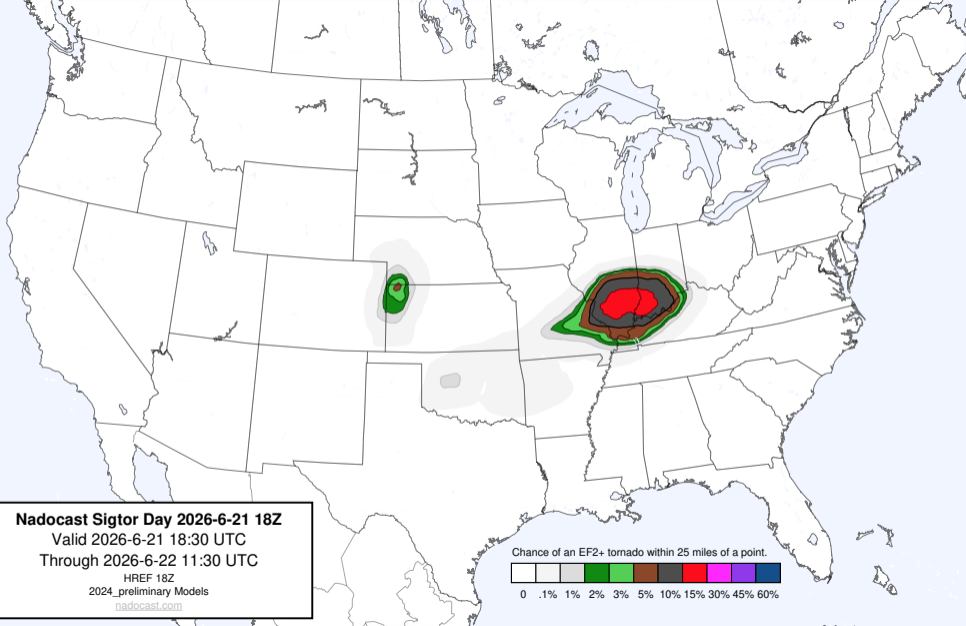 Nadocast Sigtor Day 2026-6-21 18Z
Valid 2026-6-21 18:30 UTC
Through 2026-6-22 11:30 UTC
HREF 18Z
2024_preliminary Models
nadocast.com
Chance of an EF2+ tornado within 25 miles of a point.
0 .1% 1% 2% 3% 5% 10% 15% 30% 45% 60%